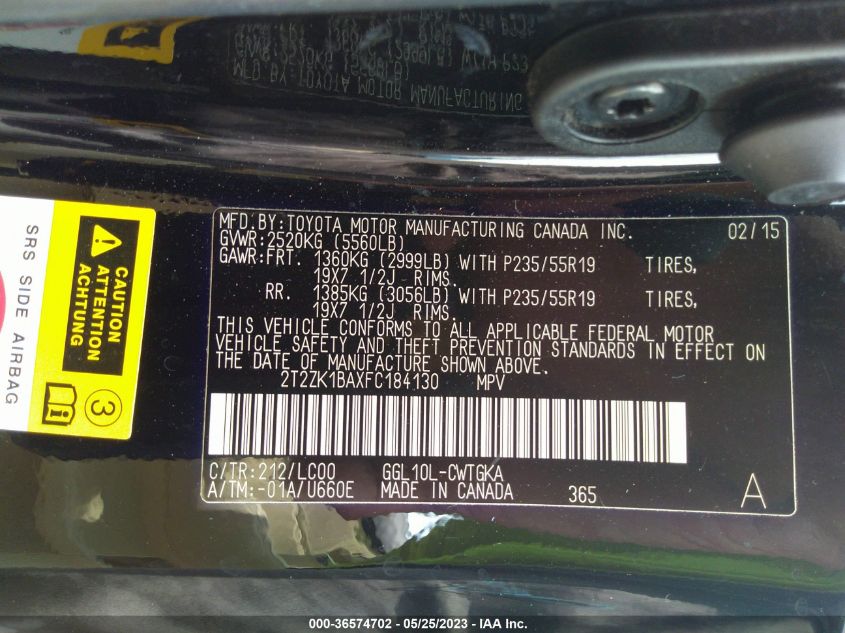 MFD.BY:TOYOTA MOTOR MANUFACTURING CANADA INC. 02/15
GVWR:2520KG (5560LB)
GAWR:FRT. 1360KG (2999LB) WITH P235/55R19 TIRES,
19X7 1/2J RIMS.
RR. 1385KG (3056LB) WITH P235/55R19 TIRES,
19X7 1/2J RIMS.
THIS VEHICLE CONFORMS TO ALL APPLICABLE FEDERAL MOTOR
VEHICLE SAFETY AND THEFT PREVENTION STANDARDS IN EFFECT ON
THE DATE OF MANUFACTURE SHOWN ABOVE.
2T2ZK1BAXFC184130 MPV
C/TR:212/LC00 GGL10L-CWTGKA
A/TM:-01A/U660E MADE IN CANADA 365 A
SRS SIDE AIRBAG
CAUTION
ATTENTION
ACHTUNG
3
000-36574702 - 05/25/2023 - IAA Inc.